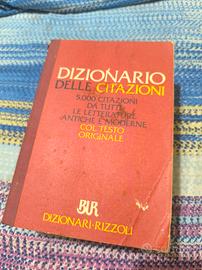 DIZIONARIO
DELLE CITAZIONI
5.000 CITAZIONI
DA TUTTE
LE LETTERATURE
ANTICHE E MODERNE
COL TESTO
ORIGINALE
BUR
DIZIONARI·RIZZOLI